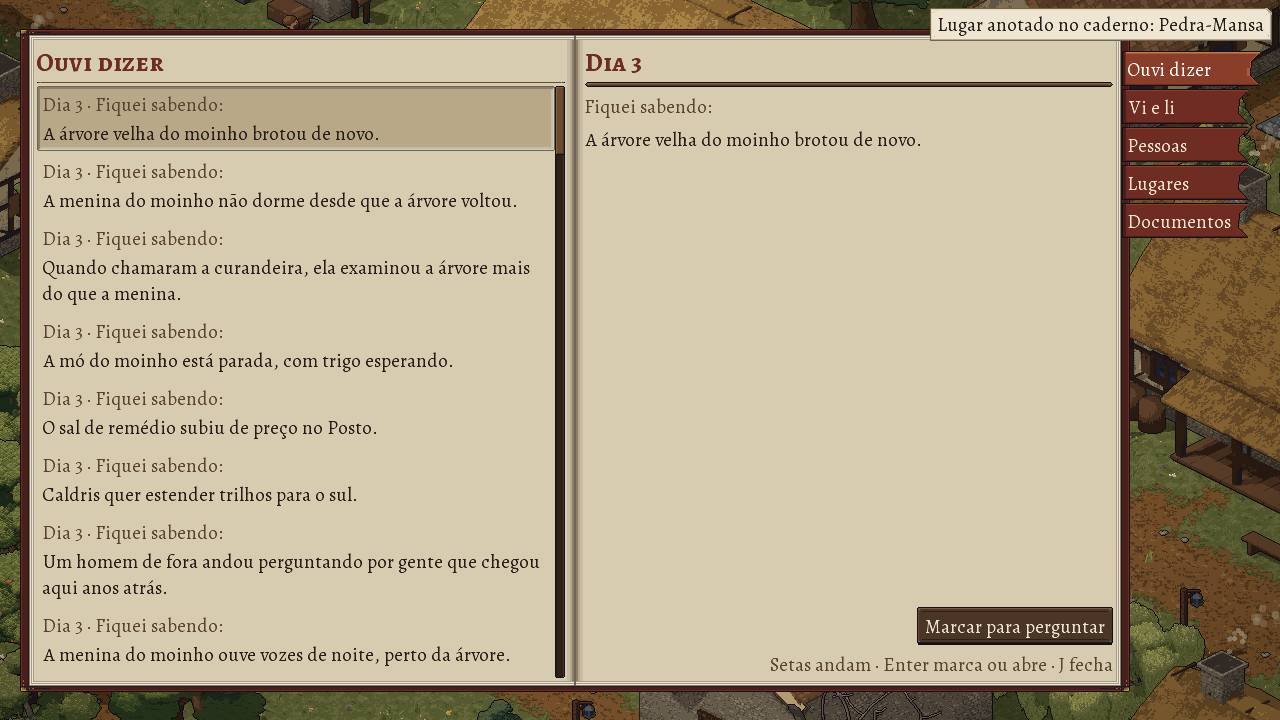 Lugar anotado no caderno: Pedra-Mansa
Ouvi dizer
Dia 3 · Fiquei sabendo:
A árvore velha do moinho brotou de novo.
Dia 3 · Fiquei sabendo:
A menina do moinho não dorme desde que a árvore voltou.
Dia 3 · Fiquei sabendo:
Quando chamaram a curandeira, ela examinou a árvore mais
do que a menina.
Dia 3 · Fiquei sabendo:
A mó do moinho está parada, com trigo esperando.
Dia 3 · Fiquei sabendo:
O sal de remédio subiu de preço no Posto.
Dia 3 · Fiquei sabendo:
Caldris quer estender trilhos para o sul.
Dia 3 · Fiquei sabendo:
Um homem de fora andou perguntando por gente que chegou
aqui anos atrás.
Dia 3 · Fiquei sabendo:
A menina do moinho ouve vozes de noite, perto da árvore.
Dia 3
Fiquei sabendo:
A árvore velha do moinho brotou de novo.
Marcar para perguntar
Setas andam · Enter marca ou abre · J fecha
Ouvi dizer
Vi e li
Pessoas
Lugares
Documentos